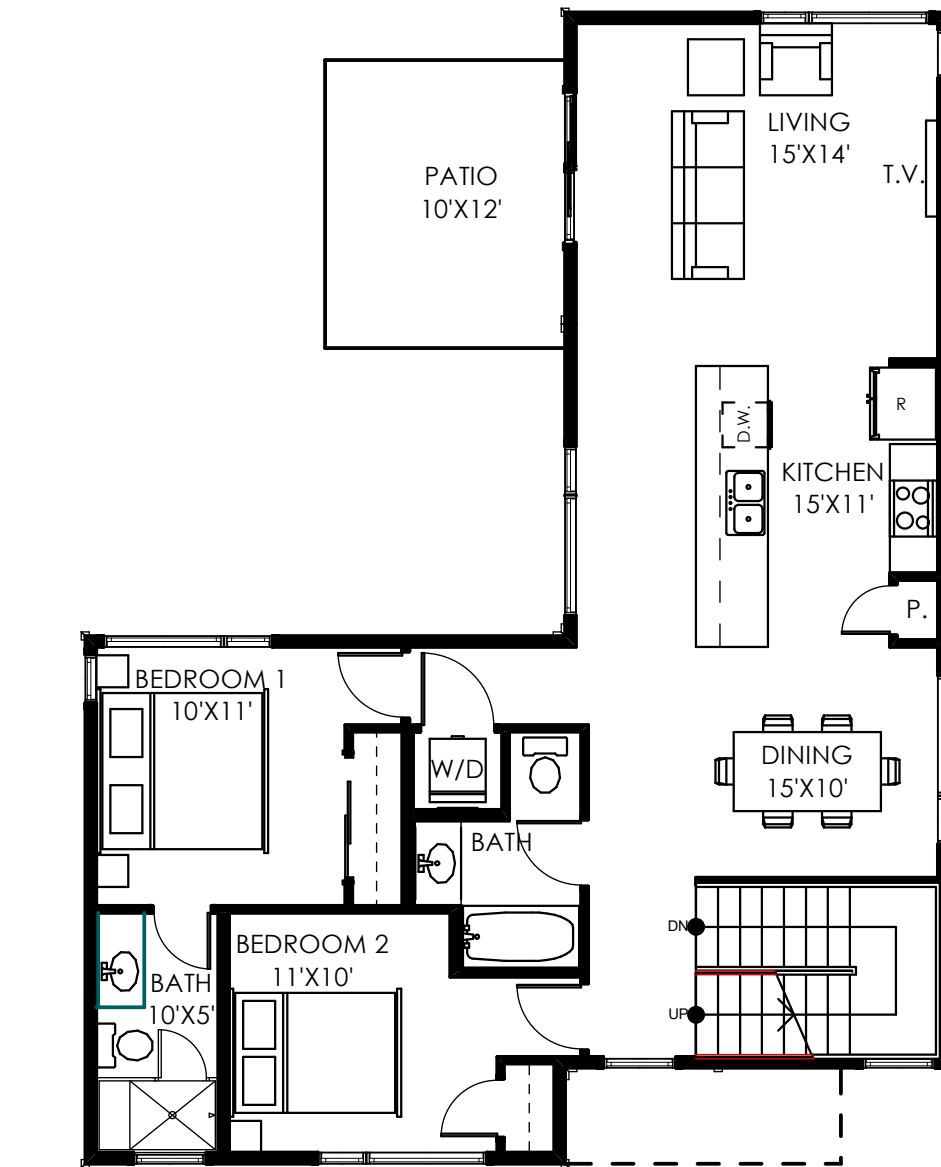 LIVING
15'X14'
T.V.
PATIO
10'X12'
R
D.W.
KITCHEN
15'X11'
P.
BEDROOM 1
10'X11'
W/D
DINING
15'X10'
BATH
DN
BEDROOM 2
11'X10'
BATH
10'X5'
UP